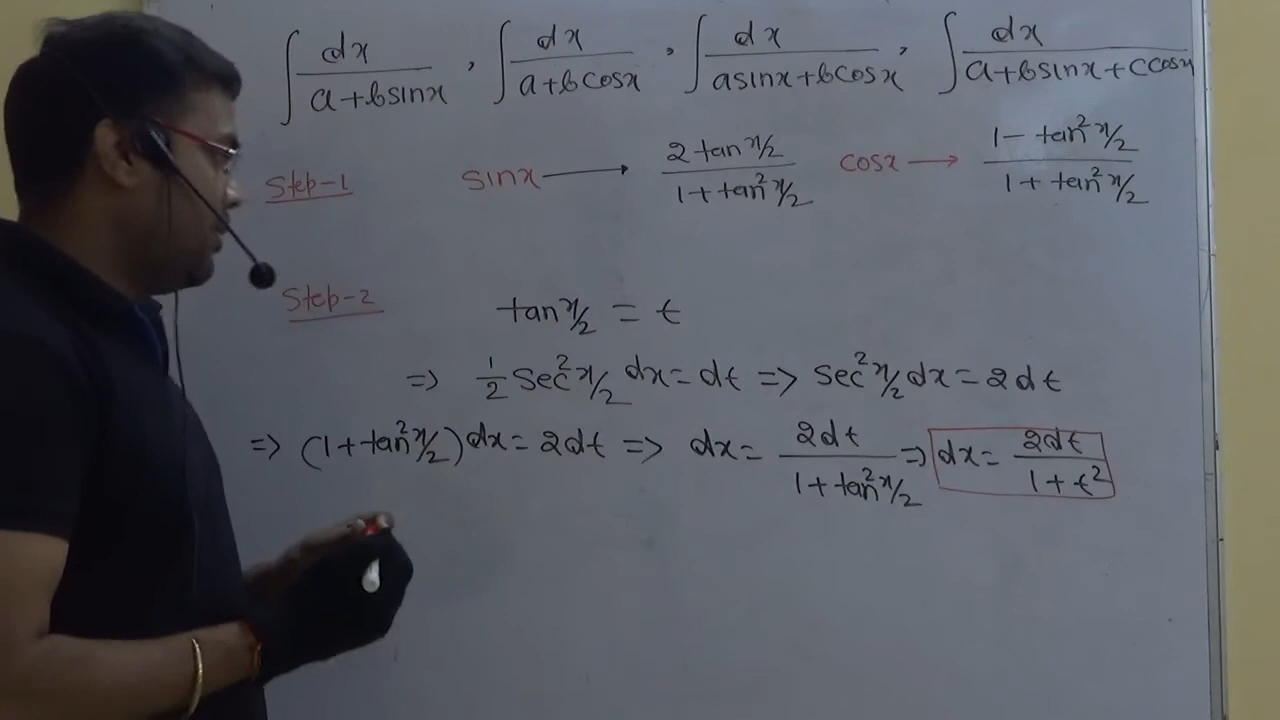 ∫ dx/(a+bsinx) , ∫ dx/(a+bcosx) , ∫ dx/(asinx+bcosx) , ∫ dx/(a+bsinx+ccosx)
Step-1 sinx → (2 tan x/2)/(1+tan² x/2) cosx → (1-tan² x/2)/(1+tan² x/2)
Step-2 tan x/2 = t
⇒ 1/2 sec² x/2 dx = dt ⇒ sec² x/2 dx = 2dt
⇒ (1+tan² x/2) dx = 2dt ⇒ dx = 2dt/(1+tan² x/2) ⇒ dx = 2dt/(1+t²)